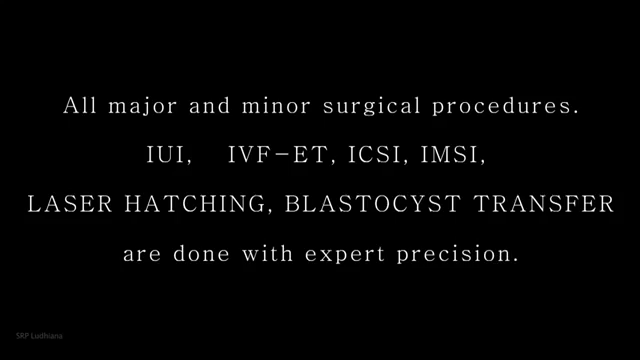 All major and minor surgical procedures.
IUI, IVF-ET, ICSI, IMSI,
LASER HATCHING, BLASTOCYST TRANSFER
are done with expert precision.
SRP Ludhiana